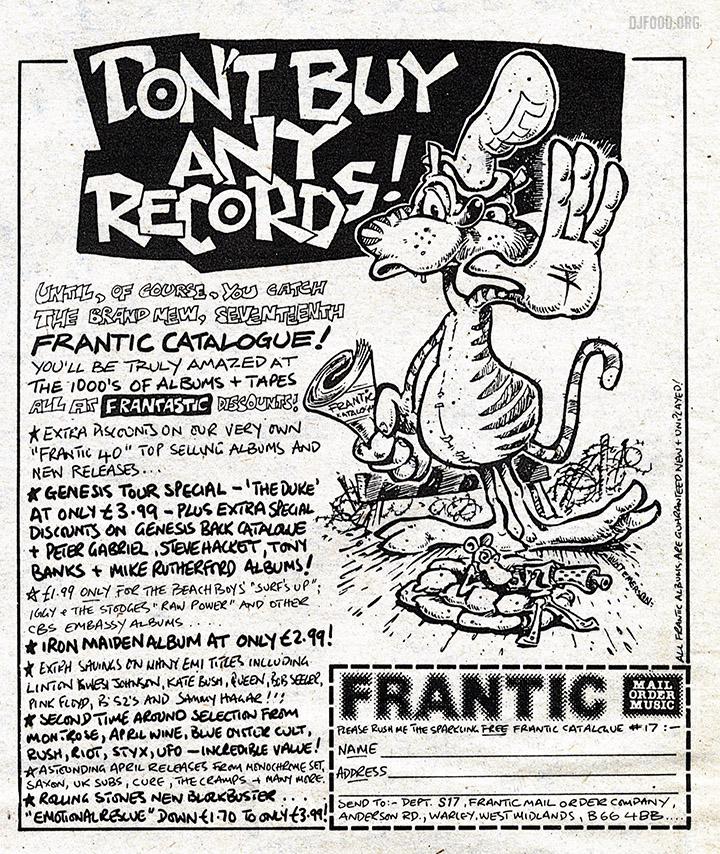 DJFOOD.ORG
DON'T BUY
ANY
RECORDS!
UNTIL, OF COURSE, YOU CATCH
THE BRAND NEW, SEVENTEENTH
FRANTIC CATALOGUE!
YOU'LL BE TRULY AMAZED AT
THE 1000'S OF ALBUMS + TAPES
ALL AT FRANTASTIC DISCOUNTS!
★ EXTRA DISCOUNTS ON OUR VERY OWN
"FRANTIC 40" TOP SELLING ALBUMS AND
NEW RELEASES...
★ GENESIS TOUR SPECIAL - 'THE DUKE'
AT ONLY £3.99 - PLUS EXTRA SPECIAL
DISCOUNTS ON GENESIS BACK CATALOGUE
+ PETER GABRIEL, STEVE HACKET, TONY
BANKS + MIKE RUTHERFORD ALBUMS!
★ £1.99 ONLY FOR THE BEACH BOYS' "SURF'S UP";
IGGY & THE STOOGES "RAW POWER" AND OTHER
CBS EMBASSY ALBUMS .....
★ IRON MAIDEN ALBUM AT ONLY £2.99!
★ EXTRA SAVINGS ON MANY EMI TITLES INCLUDING
LINTON KWESI JOHNSON, KATE BUSH, QUEEN, BOB SEEGER,
PINK FLOYD, B'52'S AND SAMMY HAGAR!!!
★ SECOND TIME AROUND SELECTION FROM
MONTROSE, APRIL WINE, BLUE OYSTER CULT,
RUSH, RIOT, STYX, UFO - INCREDIBLE VALUE!
★ ASTOUNDING APRIL RELEASES FROM MONOCHROME SET,
SAXON, UK SUBS, CURE, THE CRAMPS + MANY MORE.
★ ROLLING STONES NEW BLOCKBUSTER...
"EMOTIONAL RESCUE" DOWN £1.70 TO ONLY £3.99!
FRANTIC
CATALOGUE
HUNT EMERSON.
ALL FRANTIC ALBUMS ARE GUARANTEED NEW + UNPLAYED!
FRANTIC
MAIL
ORDER
MUSIC
PLEASE RUSH ME THE SPARKLING FREE FRANTIC CATALOGUE #17 :-
NAME
ADDRESS
SEND TO:- DEPT. S17, FRANTIC MAIL ORDER COMPANY,
ANDERSON RD., WARLEY, WEST MIDLANDS, B66 4BB....